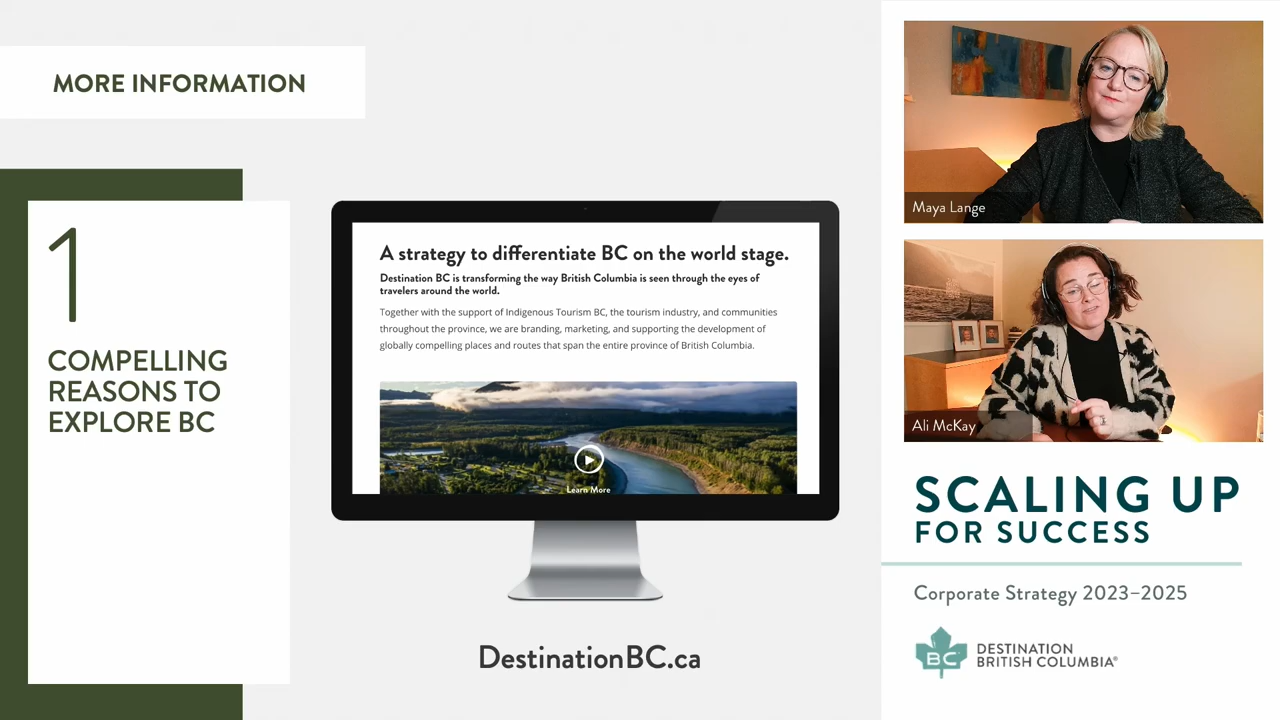 MORE INFORMATION
1
COMPELLING
REASONS TO
EXPLORE BC
A strategy to differentiate BC on the world stage.
Destination BC is transforming the way British Columbia is seen through the eyes of
travelers around the world.
Together with the support of Indigenous Tourism BC, the tourism industry, and communities
throughout the province, we are branding, marketing, and supporting the development of
globally compelling places and routes that span the entire province of British Columbia.
Learn More
DestinationBC.ca
Maya Lange
Ali McKay
SCALING UP
FOR SUCCESS
Corporate Strategy 2023–2025
BC
DESTINATION
BRITISH COLUMBIA®